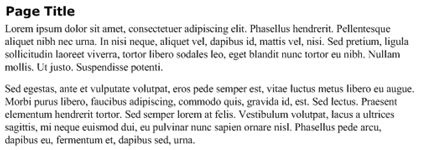 Page Title
Lorem ipsum dolor sit amet, consectetuer adipiscing elit. Phasellus hendrerit. Pellentesque
aliquet nibh nec urna. In nisi neque, aliquet vel, dapibus id, mattis vel, nisi. Sed pretium, ligula
sollicitudin laoreet viverra, tortor libero sodales leo, eget blandit nunc tortor eu nibh. Nullam
mollis. Ut justo. Suspendisse potenti.
Sed egestas, ante et vulputate volutpat, eros pede semper est, vitae luctus metus libero eu augue.
Morbi purus libero, faucibus adipiscing, commodo quis, gravida id, est. Sed lectus. Praesent
elementum hendrerit tortor. Sed semper lorem at felis. Vestibulum volutpat, lacus a ultrices
sagittis, mi neque euismod dui, eu pulvinar nunc sapien ornare nisl. Phasellus pede arcu,
dapibus eu, fermentum et, dapibus sed, urna.